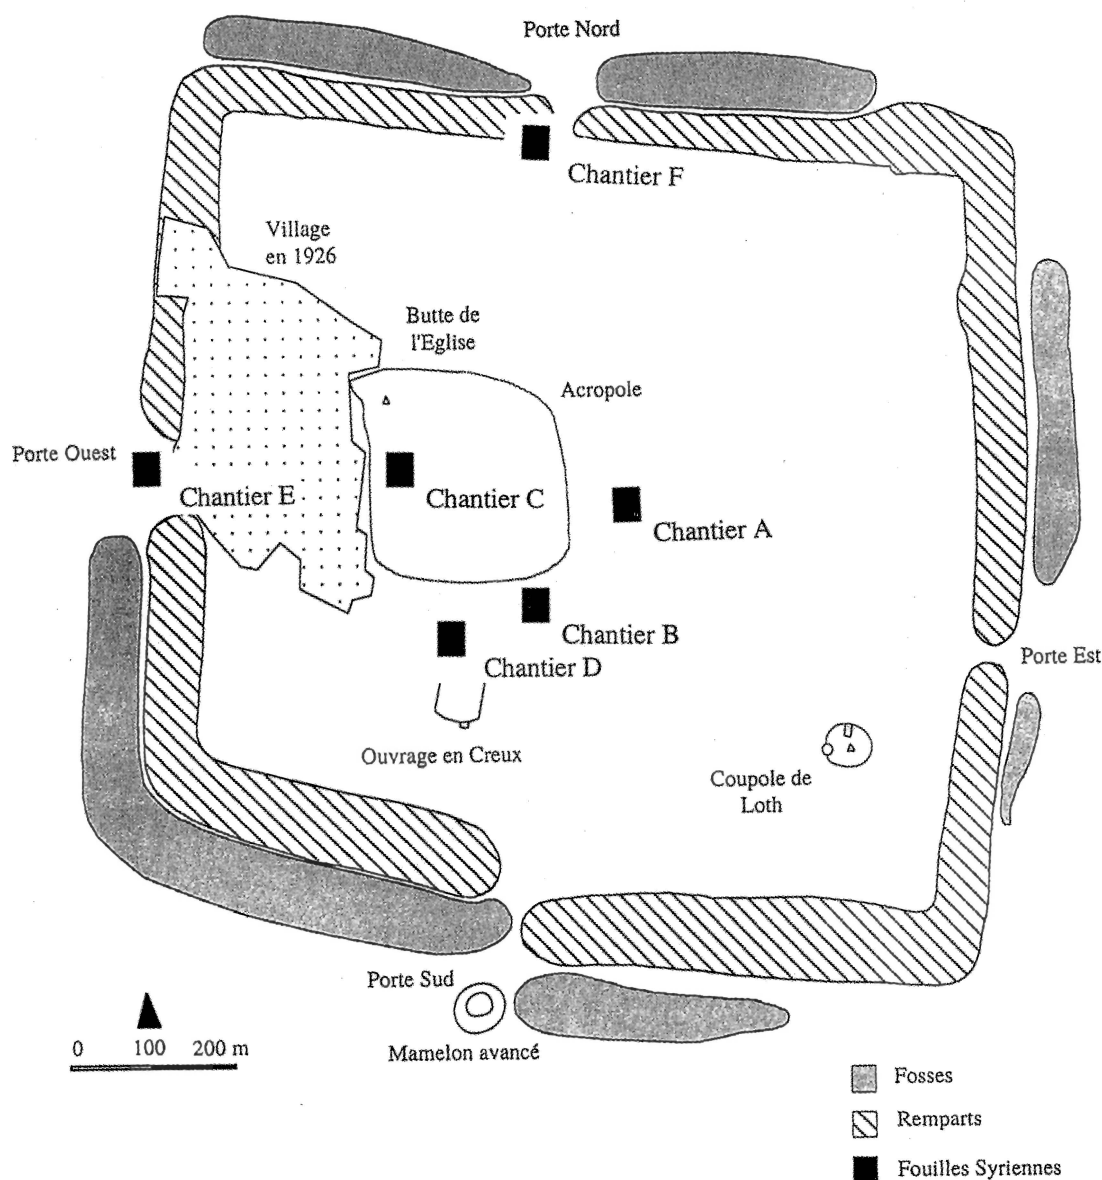 Porte Nord
Chantier F
Village
en 1926
Butte de
l'Eglise
Acropole
Porte Ouest
Chantier E
Chantier C
Chantier A
Chantier B
Chantier D
Porte Est
Ouvrage en Creux
Coupole de
Loth
Porte Sud
Mamelon avancé
0 100 200 m
Fosses
Remparts
Fouilles Syriennes